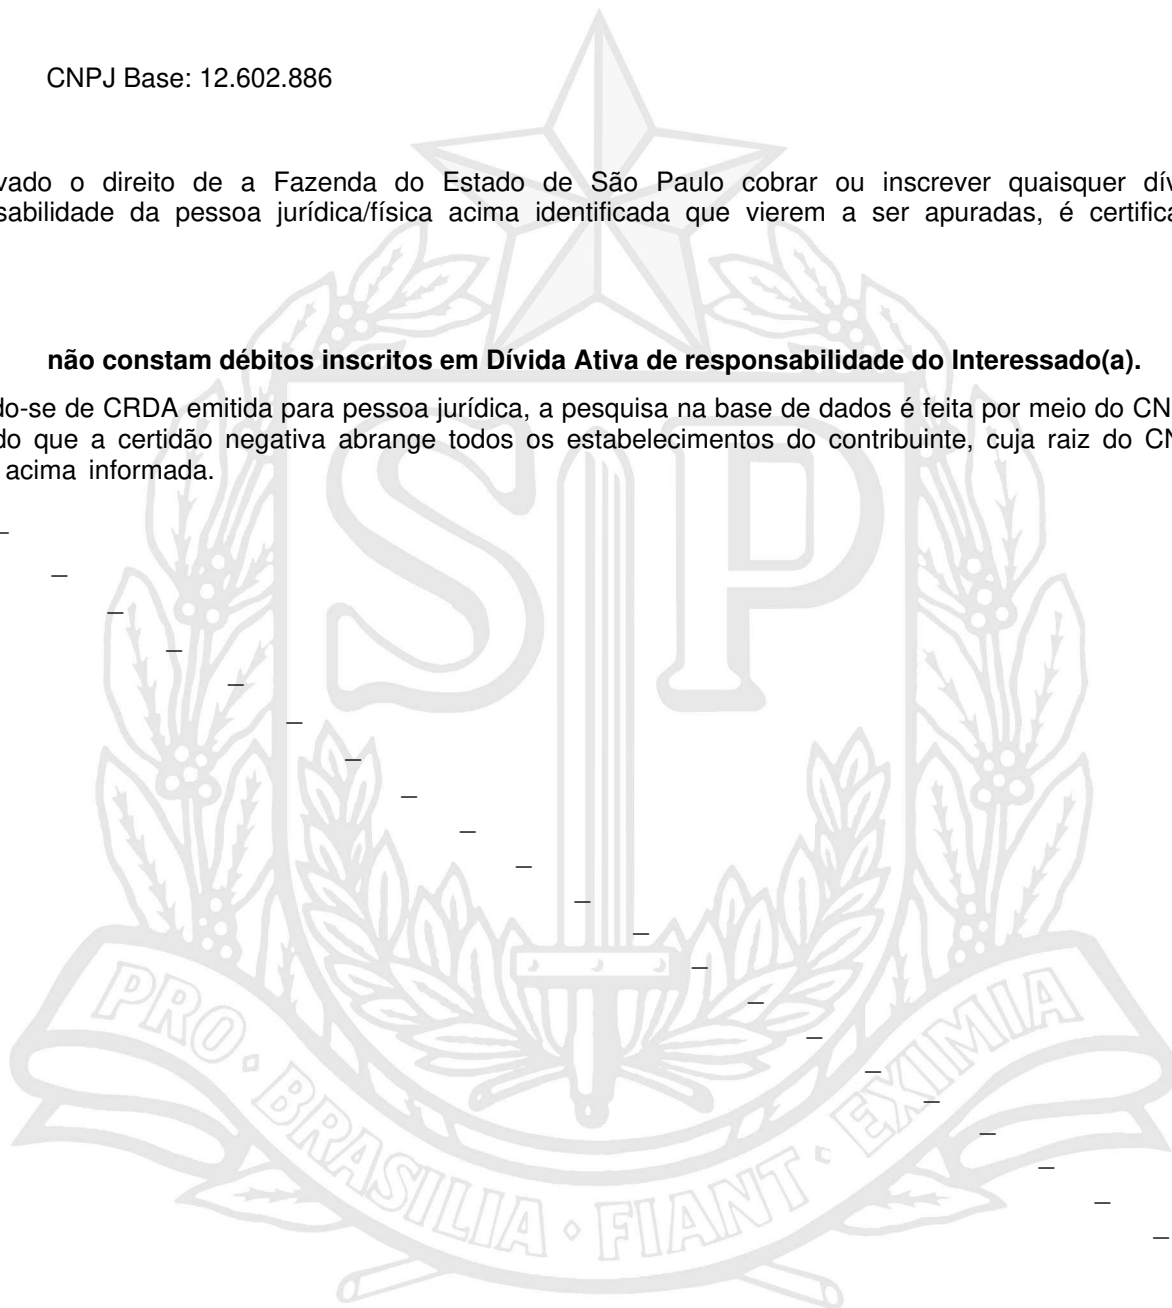 CNPJ Base: 12.602.886
vado o direito de a Fazenda do Estado de São Paulo cobrar ou inscrever quaisquer dív
sabilidade da pessoa jurídica/física acima identificada que vierem a ser apuradas, é certifica
não constam débitos inscritos em Dívida Ativa de responsabilidade do Interessado(a).
do-se de CRDA emitida para pessoa jurídica, a pesquisa na base de dados é feita por meio do CN
do que a certidão negativa abrange todos os estabelecimentos do contribuinte, cuja raiz do CN
acima informada.
SP
PRO · BRASILIA · FIANT · EXIMIA